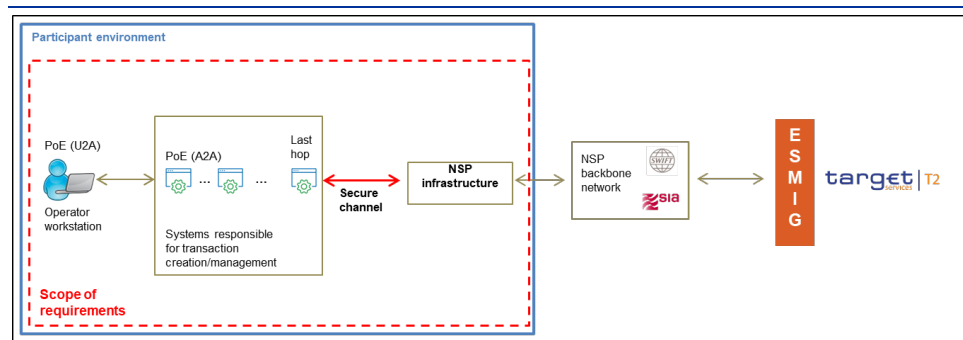 Participant environment
PoE (U2A)
Operator
workstation
PoE (A2A)
Last
hop
...
...
Systems responsible
for transaction
creation/management
Secure
channel
NSP
infrastructure
NSP
backbone
network
SWIFT
sia
E
S
M
I
G
target
services
T2
Scope of
requirements